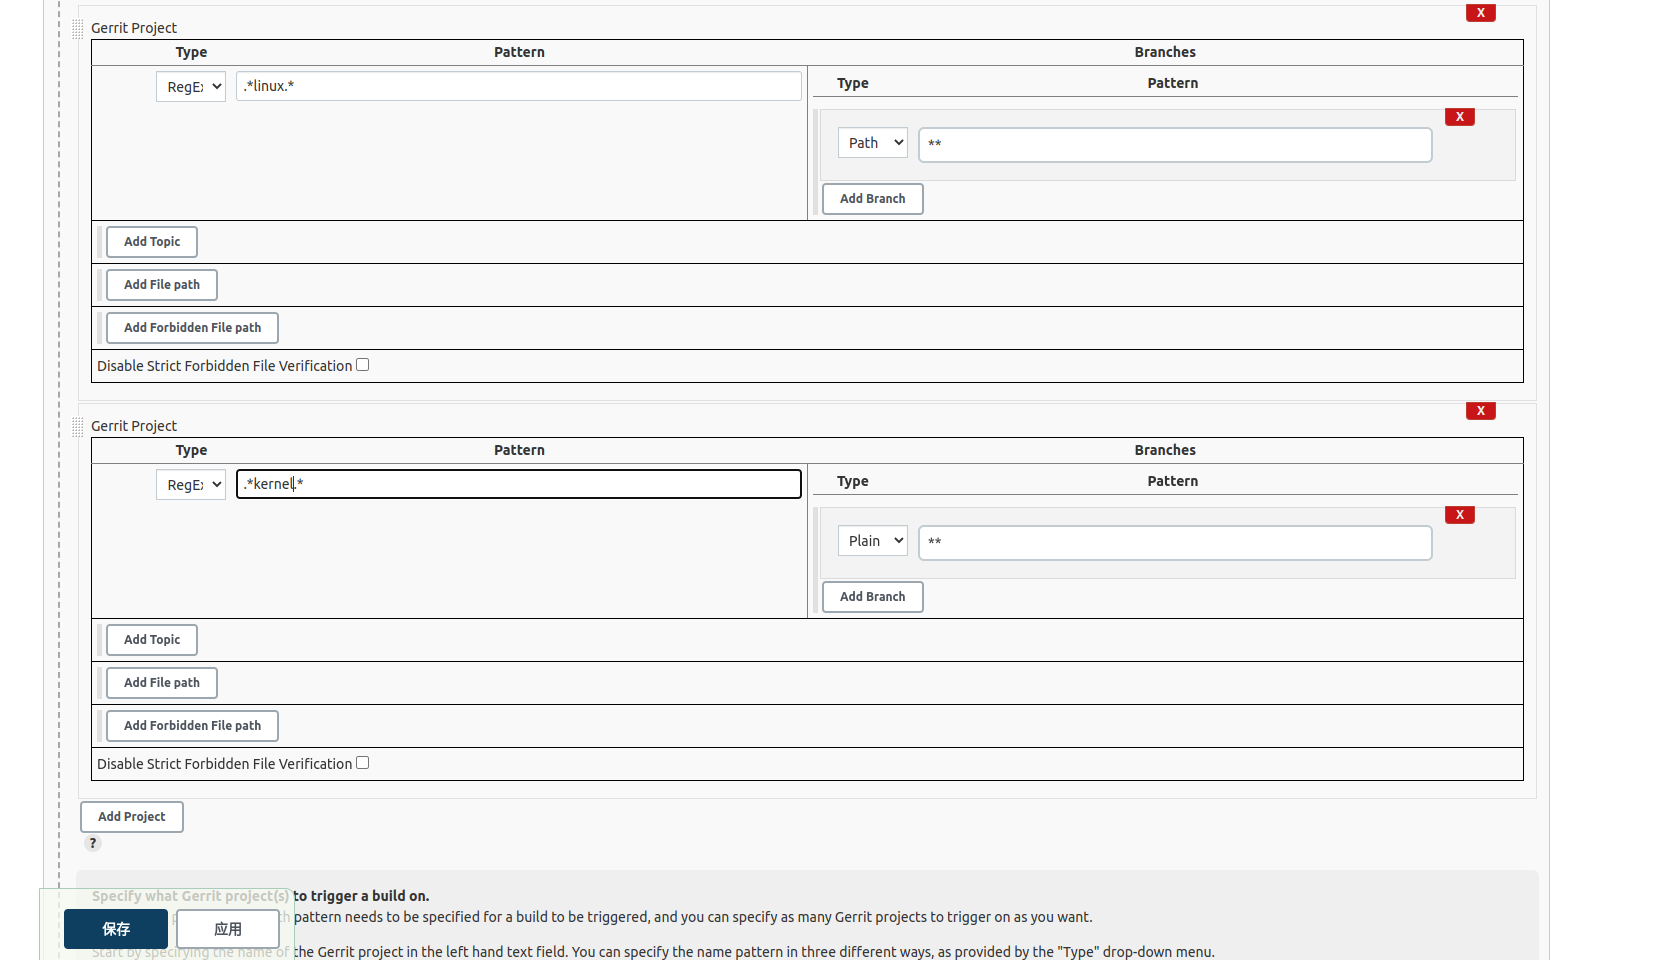 X
Gerrit Project
Type Pattern Branches
RegEx .*linux.* Type Pattern
X
Path **
Add Branch
Add Topic
Add File path
Add Forbidden File path
Disable Strict Forbidden File Verification
X
Gerrit Project
Type Pattern Branches
RegEx .*kernel.* Type Pattern
X
Plain **
Add Branch
Add Topic
Add File path
Add Forbidden File path
Disable Strict Forbidden File Verification
Add Project
?
Specify what Gerrit project(s) to trigger a build on.
pattern needs to be specified for a build to be triggered, and you can specify as many Gerrit projects to trigger on as you want.
保存 应用
Start by specifying the name of the Gerrit project in the left hand text field. You can specify the name pattern in three different ways, as provided by the "Type" drop-down menu.